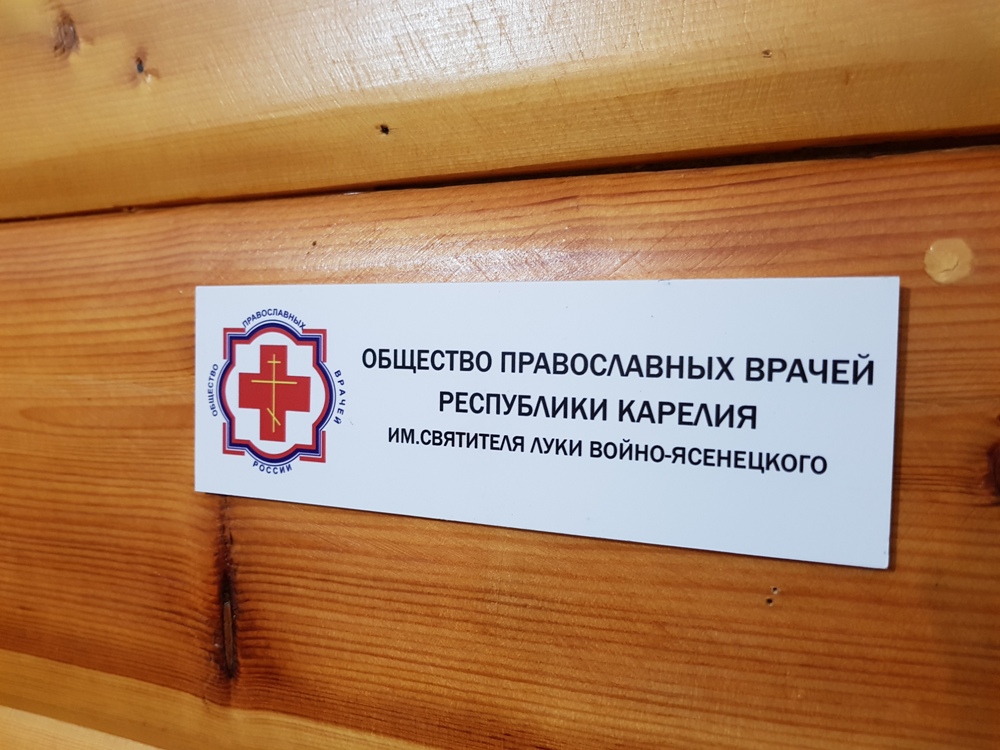 ОБЩЕСТВО ПРАВОСЛАВНЫХ ВРАЧЕЙ
РОССИИ
ОБЩЕСТВО ПРАВОСЛАВНЫХ ВРАЧЕЙ
РЕСПУБЛИКИ КАРЕЛИЯ
ИМ.СВЯТИТЕЛЯ ЛУКИ ВОЙНО-ЯСЕНЕЦКОГО